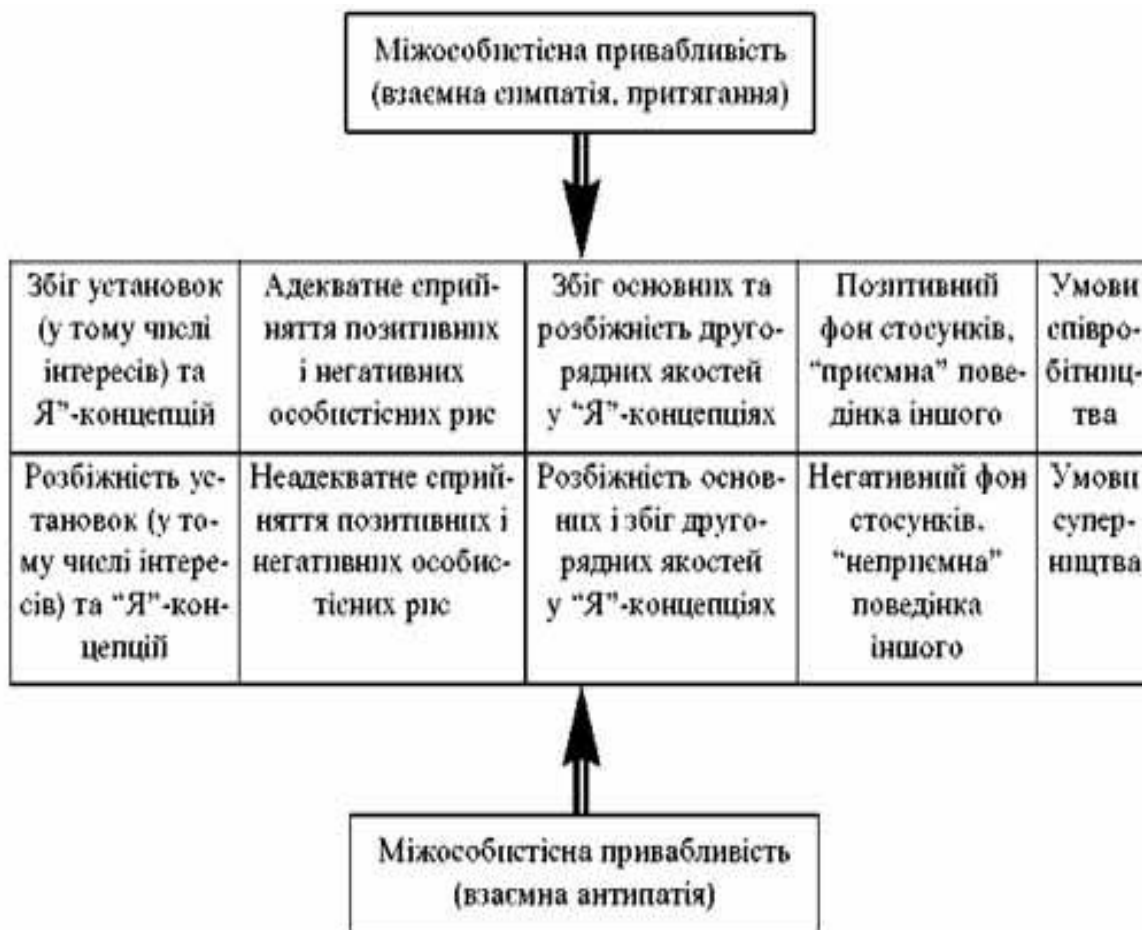 Міжособистісна привабливість
(взаємна симпатія, притягання)
Збіг установок
(у тому числі
інтересів) та
Я”-концепцій
Адекватне сприй-
няття позитивних
і негативних
особистісних рис
Збіг основних та
розбіжність друго-
рядних якостей
у “Я”-концепціях
Позитивний
фон стосунків,
“приємна” пове-
дінка іншого
Умови
співро-
бітниц-
тва
Розбіжність ус-
тановок (у то-
му числі інтере-
сів) та “Я”-кон-
цепцій
Неадекватне сприй-
няття позитивних і
негативних особис-
тісних рис
Розбіжність основ-
них і збіг друго-
рядних якостей
у “Я”-концепціях
Негативний фон
стосунків.
“неприємна”
поведінка
іншого
Умови
супер-
ництва
Міжособистісна привабливість
(взаємна антипатія)